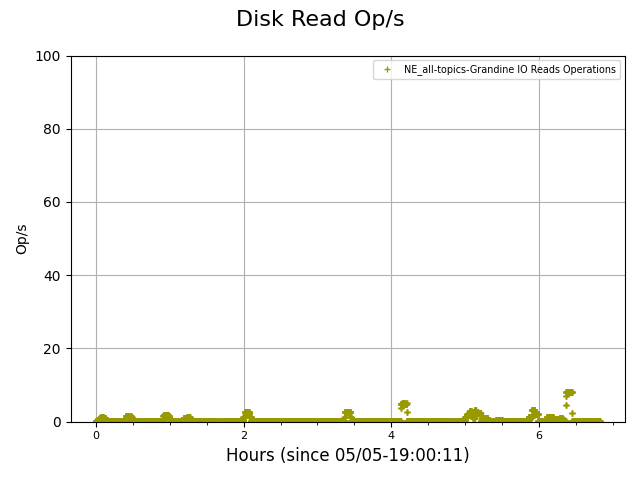 Disk Read Op/s
NE_all-topics-Grandine IO Reads Operations
100
80
60
40
20
0
Op/s
0 2 4 6
Hours (since 05/05-19:00:11)